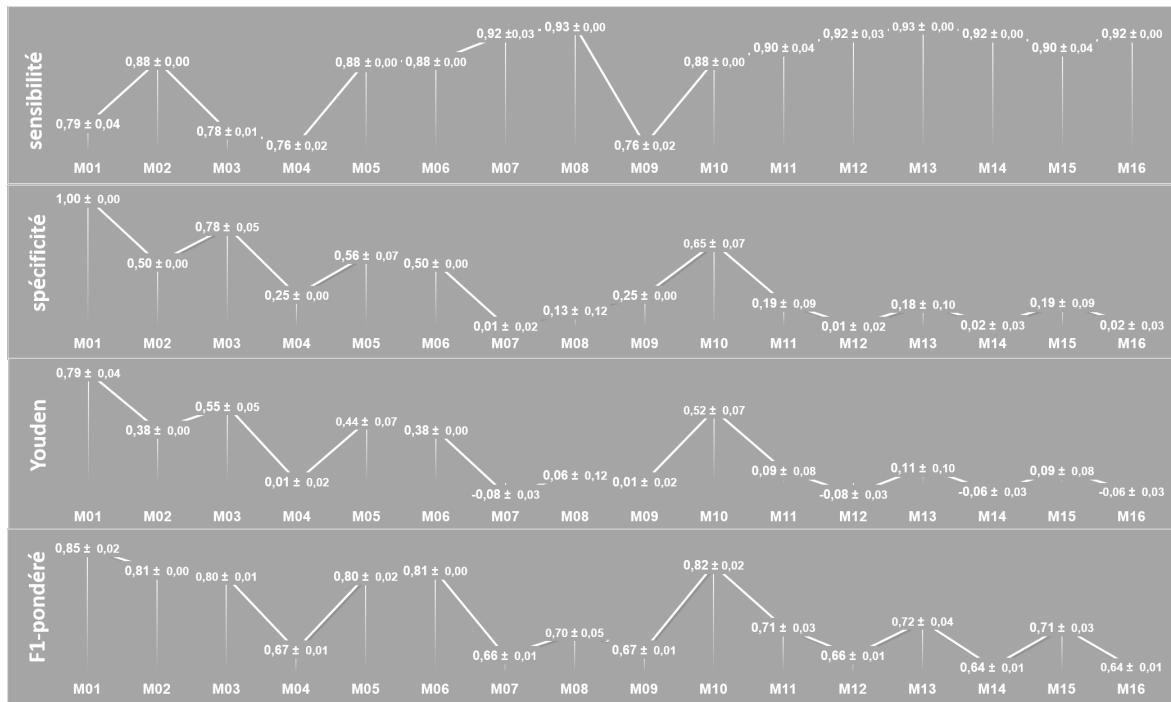 sensibilité
0,79 ± 0,04 0,88 ± 0,00 0,78 ± 0,01 0,76 ± 0,02 0,88 ± 0,00 0,88 ± 0,00 0,92 ± 0,03 0,93 ± 0,00 0,76 ± 0,02 0,88 ± 0,00 0,90 ± 0,04 0,92 ± 0,03 0,93 ± 0,00 0,92 ± 0,00 0,90 ± 0,04 0,92 ± 0,00
M01 M02 M03 M04 M05 M06 M07 M08 M09 M10 M11 M12 M13 M14 M15 M16
spécificité
1,00 ± 0,00 0,50 ± 0,00 0,78 ± 0,05 0,25 ± 0,00 0,56 ± 0,07 0,50 ± 0,00 0,01 ± 0,02 0,13 ± 0,12 0,25 ± 0,00 0,65 ± 0,07 0,19 ± 0,09 0,01 ± 0,02 0,18 ± 0,10 0,02 ± 0,03 0,19 ± 0,09 0,02 ± 0,03
M01 M02 M03 M04 M05 M06 M07 M08 M09 M10 M11 M12 M13 M14 M15 M16
Youden
0,79 ± 0,04 0,38 ± 0,00 0,55 ± 0,05 0,01 ± 0,02 0,44 ± 0,07 0,38 ± 0,00 -0,08 ± 0,03 0,06 ± 0,12 0,01 ± 0,02 0,52 ± 0,07 0,09 ± 0,08 -0,08 ± 0,03 0,11 ± 0,10 -0,06 ± 0,03 0,09 ± 0,08 -0,06 ± 0,03
M01 M02 M03 M04 M05 M06 M07 M08 M09 M10 M11 M12 M13 M14 M15 M16
F1-pondéré
0,85 ± 0,02 0,81 ± 0,00 0,80 ± 0,01 0,67 ± 0,01 0,80 ± 0,02 0,81 ± 0,00 0,66 ± 0,01 0,70 ± 0,05 0,67 ± 0,01 0,82 ± 0,02 0,71 ± 0,03 0,66 ± 0,01 0,72 ± 0,04 0,64 ± 0,01 0,71 ± 0,03 0,64 ± 0,01
M01 M02 M03 M04 M05 M06 M07 M08 M09 M10 M11 M12 M13 M14 M15 M16